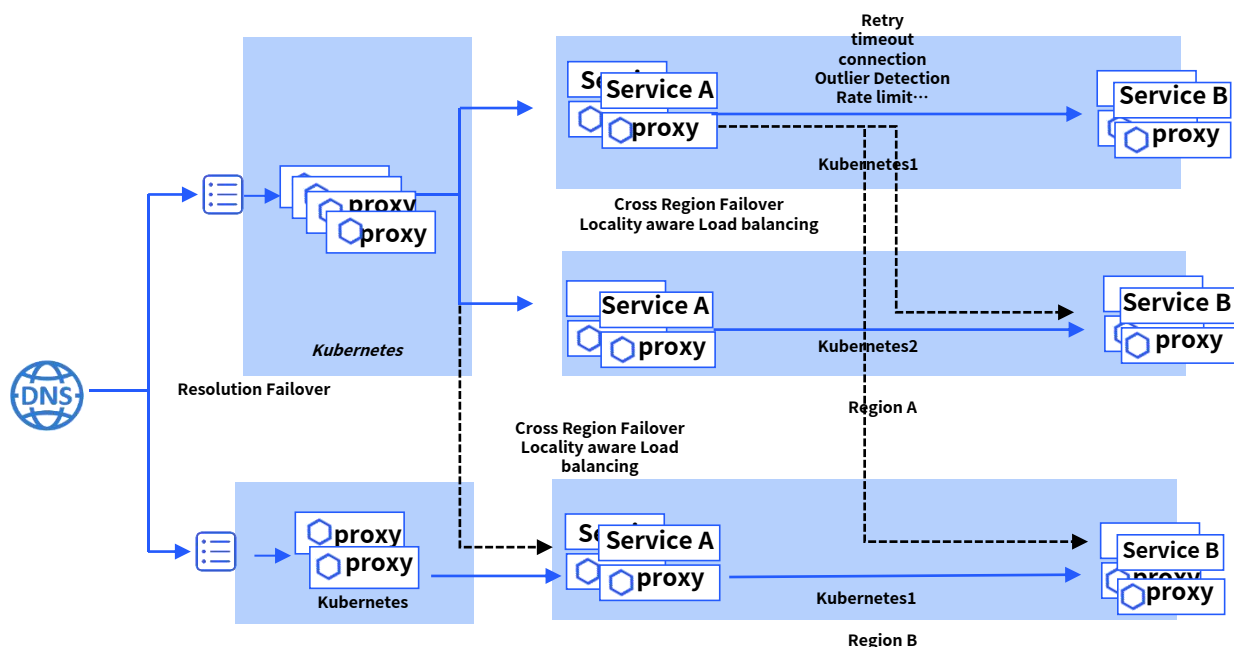 Retry
timeout
connection
Outlier Detection
Rate limit…
Service A
proxy
Service B
proxy
Kubernetes1
proxy
proxy
Cross Region Failover
Locality aware Load balancing
Service A
proxy
Service B
proxy
Kubernetes2
Kubernetes
DNS
Resolution Failover
Region A
Cross Region Failover
Locality aware Load
balancing
proxy
proxy
Kubernetes
Service A
proxy
Service B
proxy
proxy
Kubernetes1
Region B